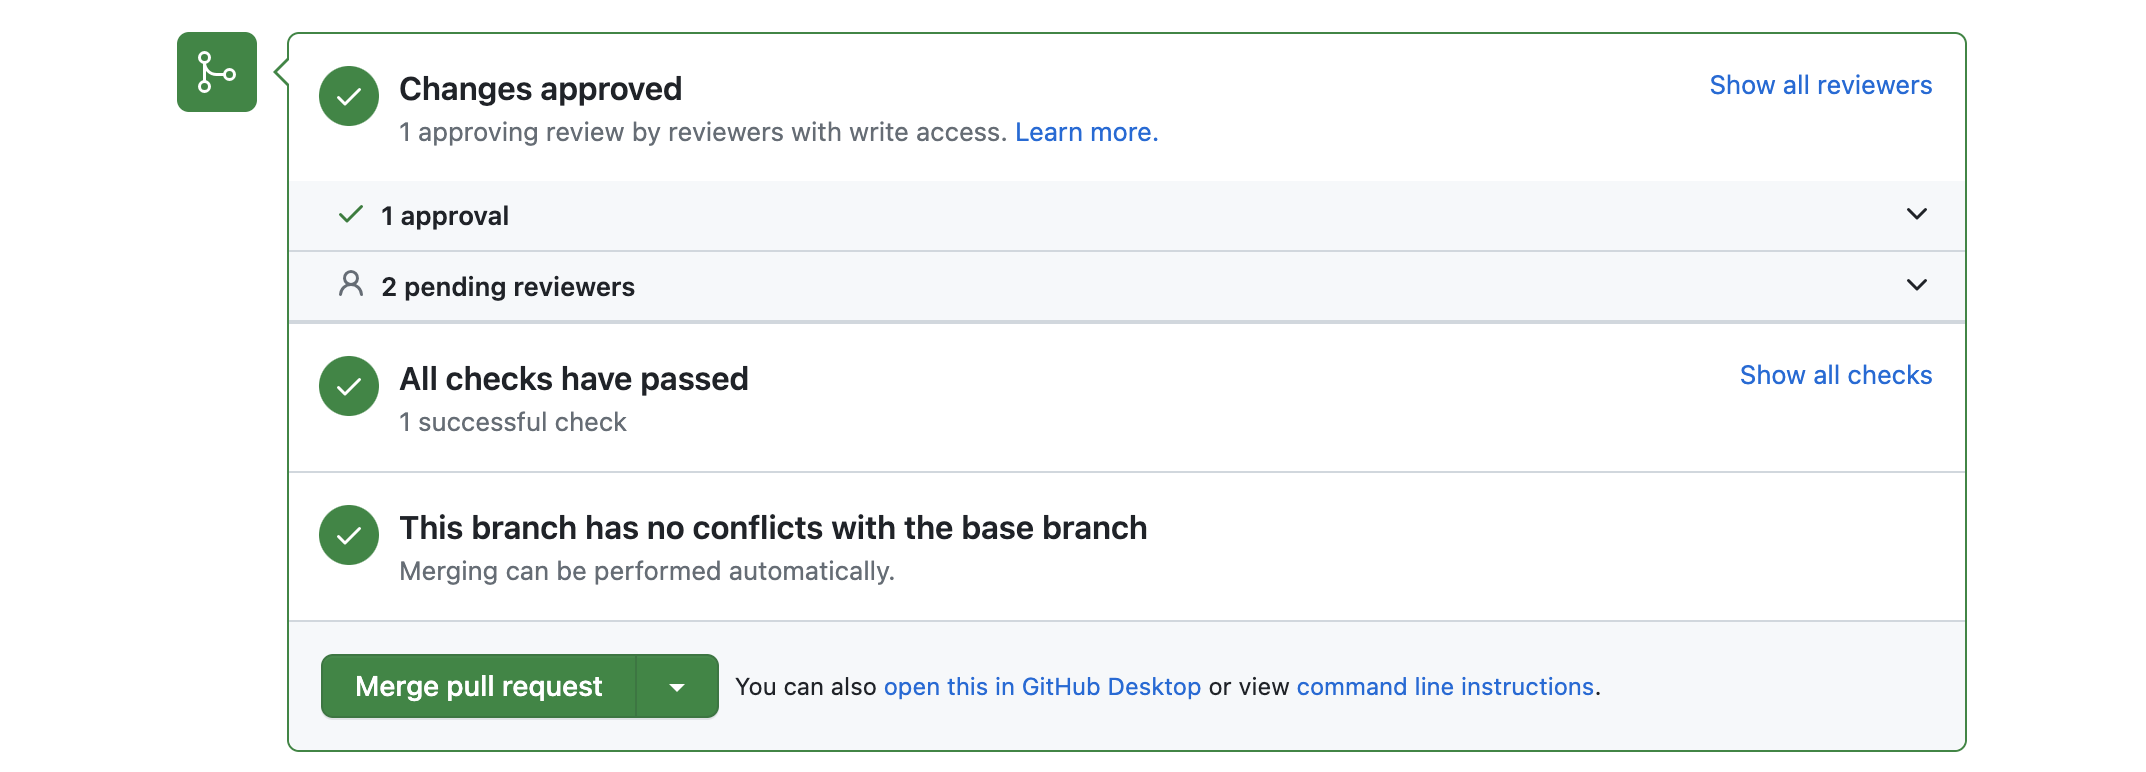 Changes approved
Show all reviewers
1 approving review by reviewers with write access. Learn more.
1 approval
2 pending reviewers
All checks have passed
Show all checks
1 successful check
This branch has no conflicts with the base branch
Merging can be performed automatically.
Merge pull request
You can also open this in GitHub Desktop or view command line instructions.